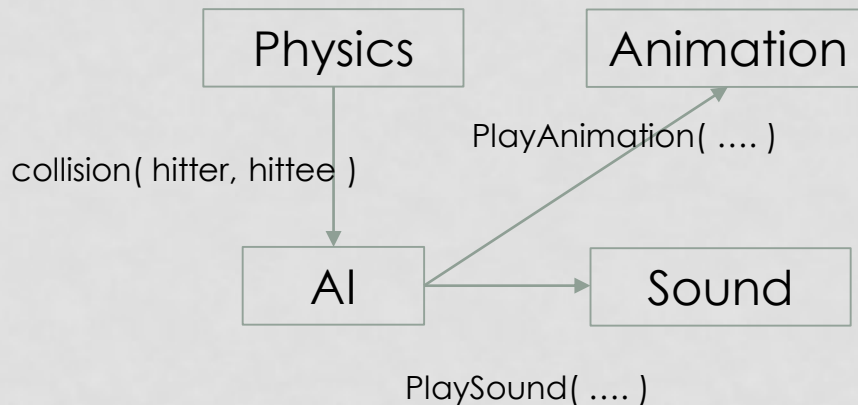 Physics
Animation
PlayAnimation( .... )
collision( hitter, hittee )
AI
Sound
PlaySound( .... )